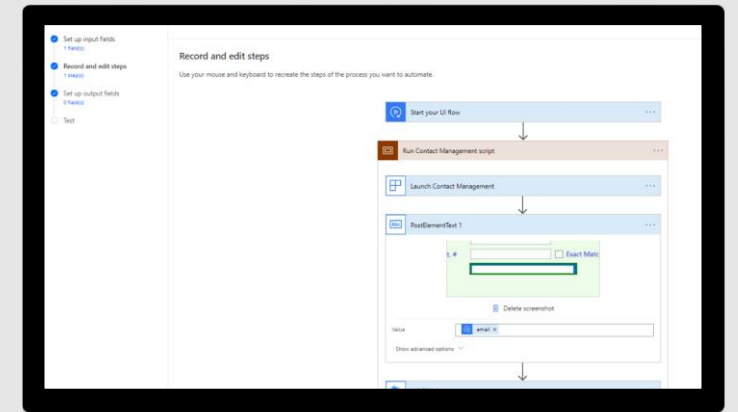 Set up input fields
1 field(s)
Record and edit steps
1 step(s)
Set up output fields
0 field(s)
Test
Record and edit steps
Use your mouse and keyboard to recreate the steps of the process you want to automate.
Start your UI flow
Run Contact Management script
Launch Contact Management
PostElementText 1
t. #
Exact Matc
Delete screenshot
Value
email ×
Show advanced options